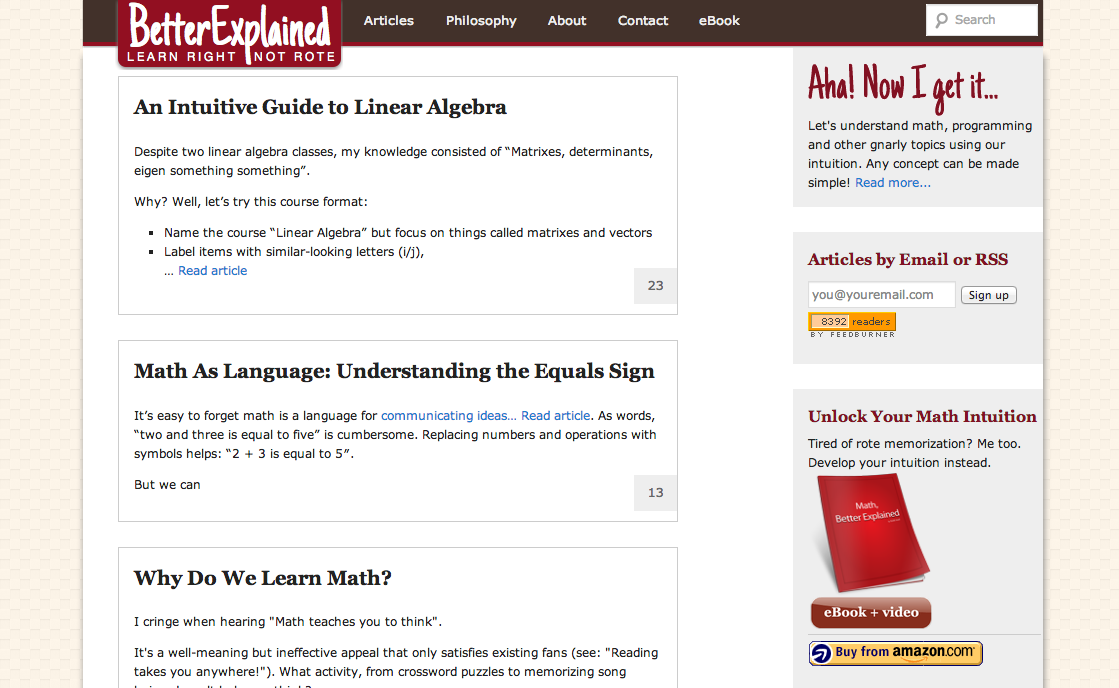 BetterExplained
LEARN RIGHT NOT ROTE
Articles Philosophy About Contact eBook
Search
An Intuitive Guide to Linear Algebra
Despite two linear algebra classes, my knowledge consisted of “Matrixes, determinants,
eigen something something”.
Why? Well, let’s try this course format:
Name the course “Linear Algebra” but focus on things called matrixes and vectors
Label items with similar-looking letters (i/j),
... Read article
23
Math As Language: Understanding the Equals Sign
It’s easy to forget math is a language for communicating ideas... Read article. As words,
“two and three is equal to five” is cumbersome. Replacing numbers and operations with
symbols helps: “2 + 3 is equal to 5″.
But we can
13
Why Do We Learn Math?
I cringe when hearing "Math teaches you to think".
It's a well-meaning but ineffective appeal that only satisfies existing fans (see: "Reading
takes you anywhere!"). What activity, from crossword puzzles to memorizing song
Aha! Now I get it...
Let's understand math, programming
and other gnarly topics using our
intuition. Any concept can be made
simple! Read more...
Articles by Email or RSS
you@youremail.com Sign up
8392 readers
BY FEEDBURNER
Unlock Your Math Intuition
Tired of rote memorization? Me too.
Develop your intuition instead.
Math,
Better Explained
eBook + video
Buy from amazon.com